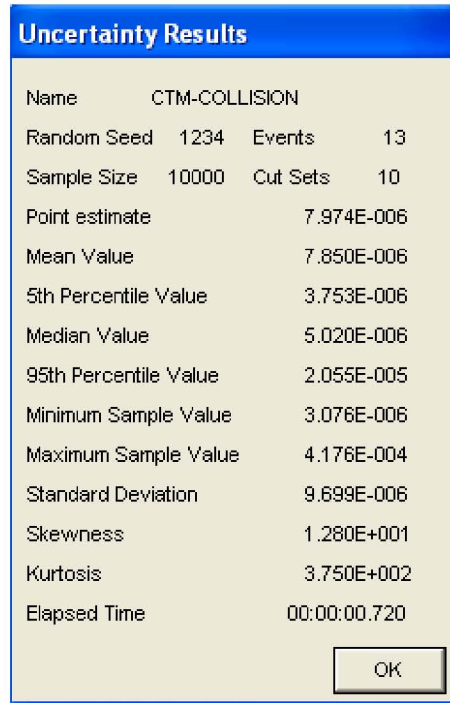 Uncertainty Results
Name CTM-COLLISION
Random Seed 1234 Events 13
Sample Size 10000 Cut Sets 10
Point estimate 7.974E-006
Mean Value 7.850E-006
5th Percentile Value 3.753E-006
Median Value 5.020E-006
95th Percentile Value 2.055E-005
Minimum Sample Value 3.076E-006
Maximum Sample Value 4.176E-004
Standard Deviation 9.699E-006
Skewness 1.280E+001
Kurtosis 3.750E+002
Elapsed Time 00:00:00.720
OK